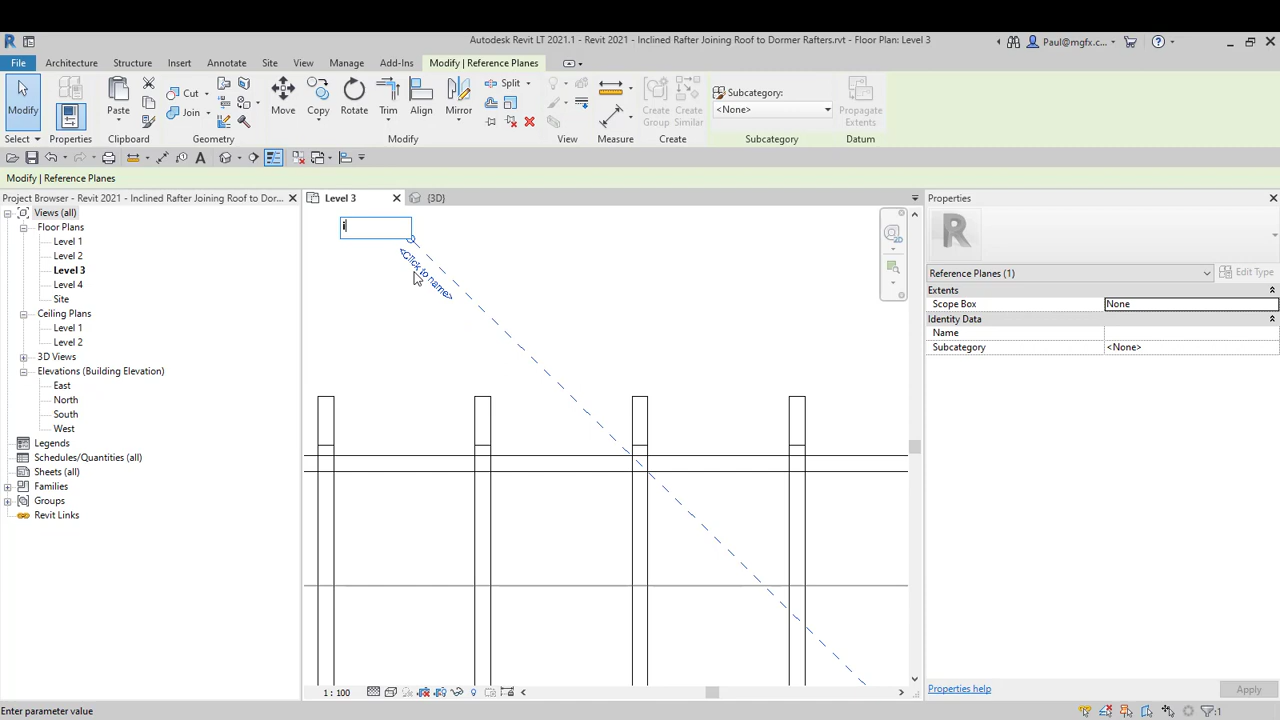 Autodesk Revit LT 2021.1 - Revit 2021 - Inclined Rafter Joining Roof to Dormer Rafters.rvt - Floor Plan: Level 3
Paul@mgfx.c...
File Architecture Structure Insert Annotate Site View Manage Add-Ins Modify | Reference Planes
Modify Properties Paste Cut Join Move Copy Rotate Trim Align Mirror Split Create Group Create Similar Subcategory: <None> Propagate Extents
Select Properties Clipboard Geometry Modify View Measure Create Subcategory Datum
Modify | Reference Planes
Project Browser - Revit 2021 - Inclined Rafter Joining Roof to Dor... Level 3 {3D} Properties
Views (all)
Floor Plans
Level 1
Level 2
Level 3
Level 4
Site
Ceiling Plans
Level 1
Level 2
3D Views
Elevations (Building Elevation)
East
North
South
West
Legends
Schedules/Quantities (all)
Sheets (all)
Families
Groups
Revit Links
i
<Click to name>
2D
Reference Planes (1) Edit Type
Extents
Scope Box None
Identity Data
Name
Subcategory <None>
1 : 100
Properties help Apply
Enter parameter value
:1